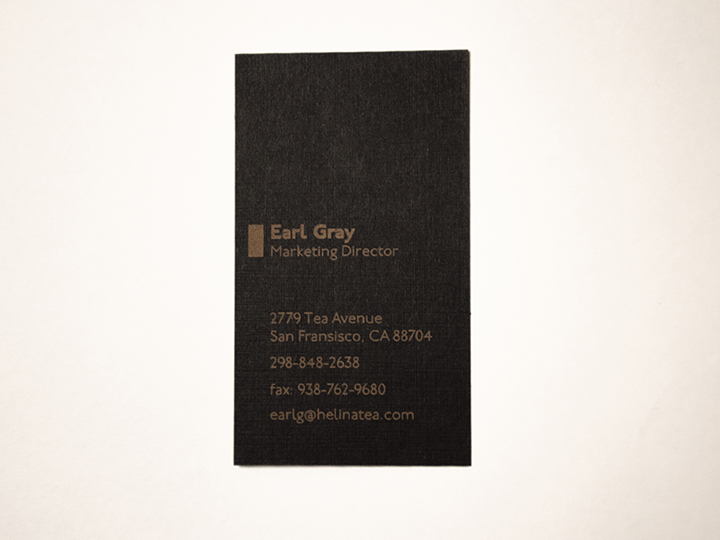 Earl Gray
Marketing Director
2779 Tea Avenue
San Fransisco, CA 88704
298-848-2638
fax: 938-762-9680
earlg@helinatea.com